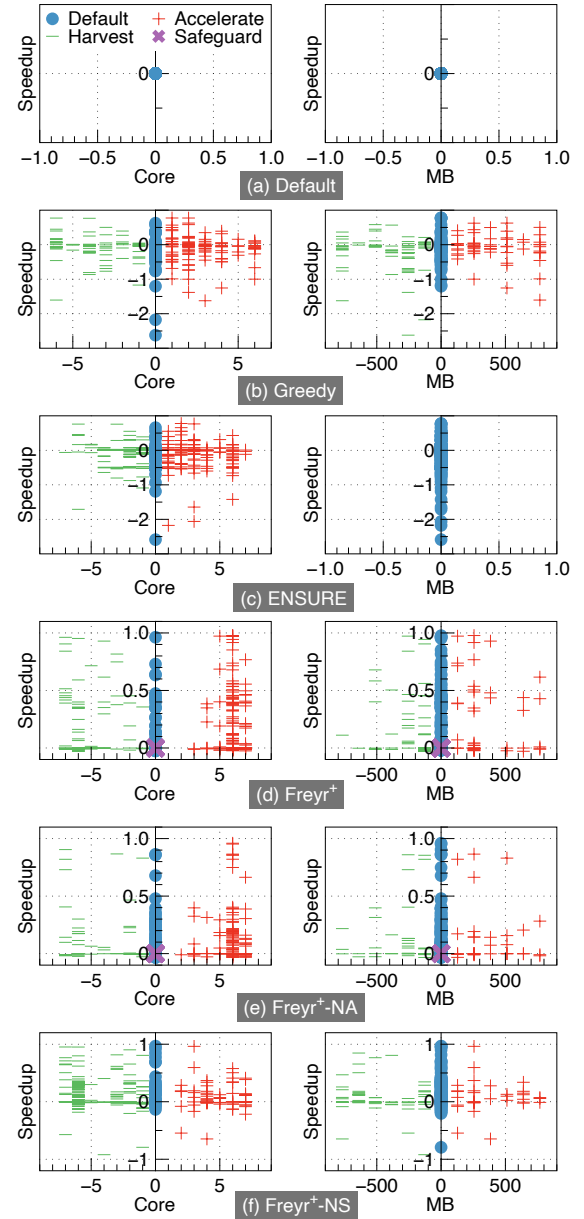 Default Accelerate
Harvest Safeguard
Speedup 0 0
−1.0 −0.5 0 0.5 1.0 −1.0 −0.5 0 0.5 1.0
Core MB
(a) Default
Speedup 0 −1 −2 Speedup 0 −1 −2
−5 0 5 −500 0 500
Core MB
(b) Greedy
Speedup 0 −1 −2 Speedup 0 −1 −2
−5 0 5 −1.0 −0.5 0 0.5 1.0
Core MB
(c) ENSURE
Speedup 1.0 0.5 0 Speedup 1.0 0.5 0
−5 0 5 −500 0 500
Core MB
(d) Freyr+
Speedup 1.0 0.5 0 Speedup 1.0 0.5 0
−5 0 5 −500 0 500
Core MB
(e) Freyr+-NA
Speedup 1 0 −1 Speedup 1 0 −1
−5 0 5 −500 0 500
Core MB
(f) Freyr+-NS